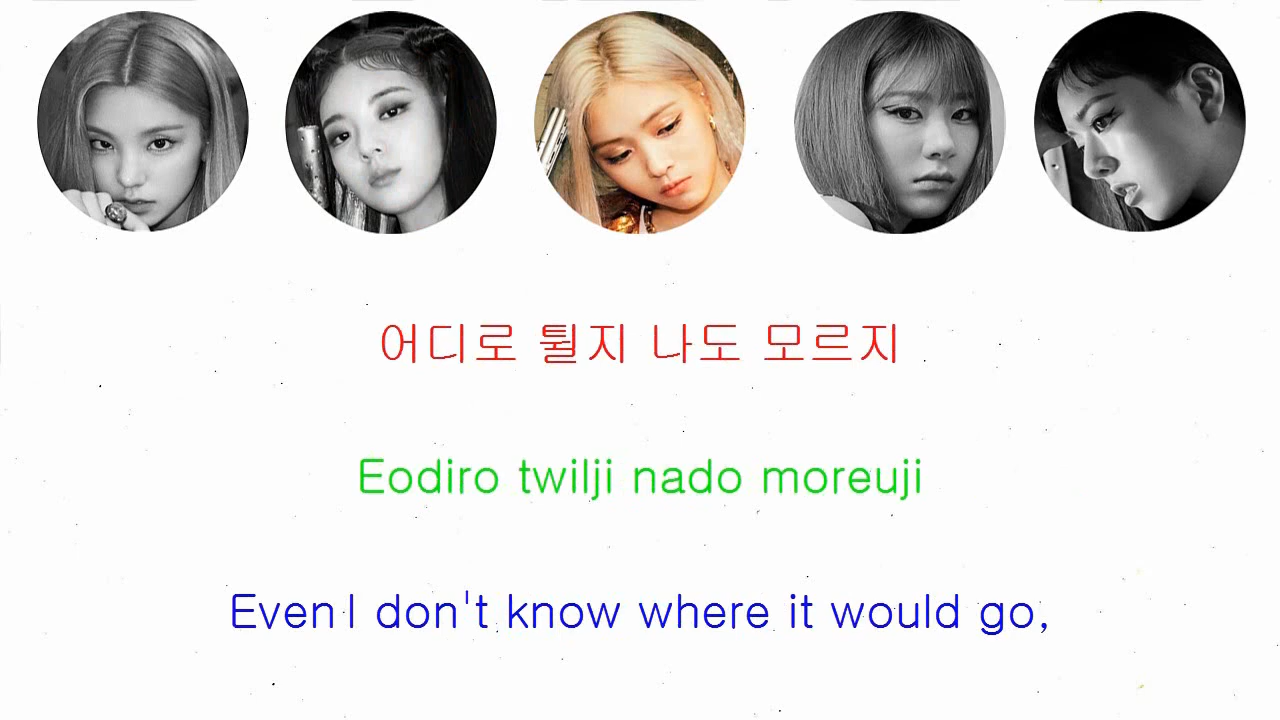 어디로 튈지 나도 모르지
Eodiro twilji nado moreuji
Even I don't know where it would go,